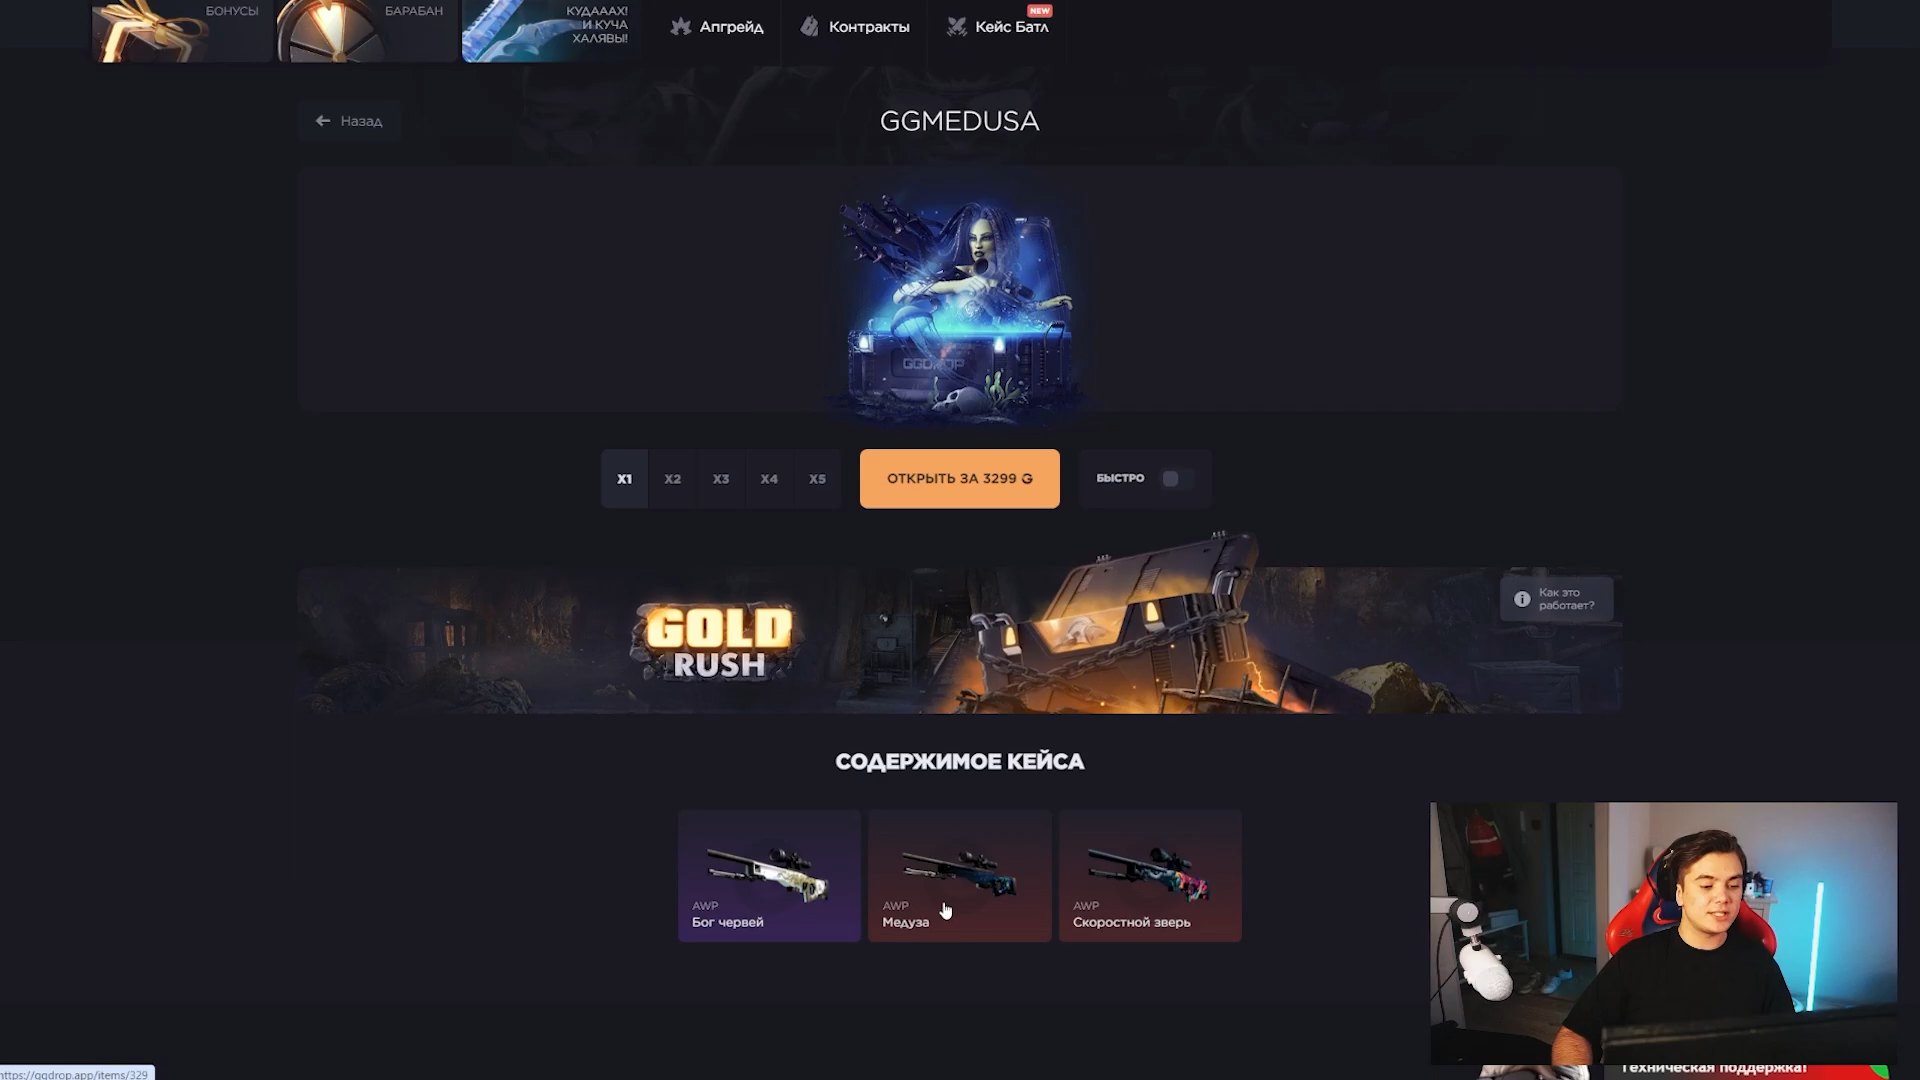 БОНУСЫ
БАРАБАН
КУДАААХ!
И КУЧА
ХАЛЯВЫ!
Апгрейд
Контракты
Кейс Батл
NEW
Назад
GGMEDUSA
GGDROP
X1
X2
X3
X4
X5
ОТКРЫТЬ ЗА 3299 G
БЫСТРО
GOLD
RUSH
Как это
работает?
СОДЕРЖИМОЕ КЕЙСА
AWP
Бог червей
AWP
Медуза
AWP
Скоростной зверь
https://ggdrop.app/items/329
Техническая поддержка!